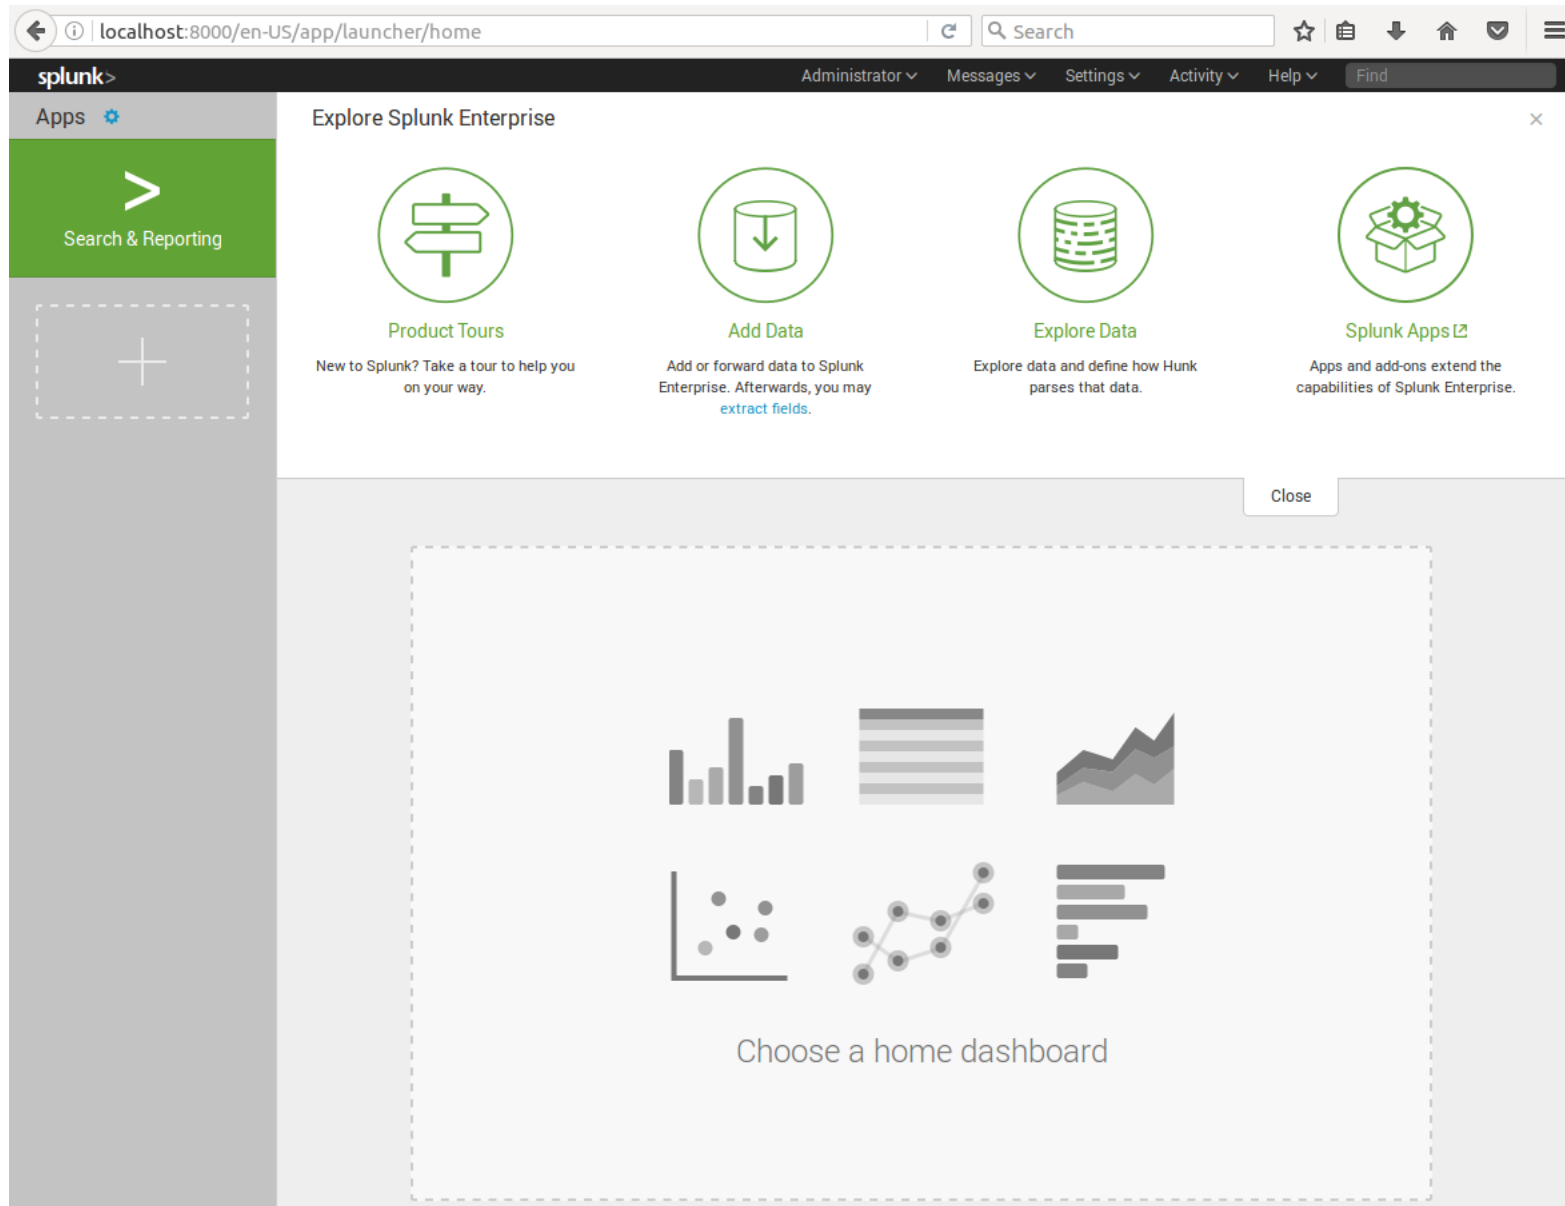 localhost:8000/en-US/app/launcher/home
Search
splunk>
Administrator
Messages
Settings
Activity
Help
Find
Apps
Explore Splunk Enterprise
>
Search & Reporting
Product Tours
New to Splunk? Take a tour to help you
on your way.
Add Data
Add or forward data to Splunk
Enterprise. Afterwards, you may
extract fields.
Explore Data
Explore data and define how Hunk
parses that data.
Splunk Apps
Apps and add-ons extend the
capabilities of Splunk Enterprise.
Close
Choose a home dashboard